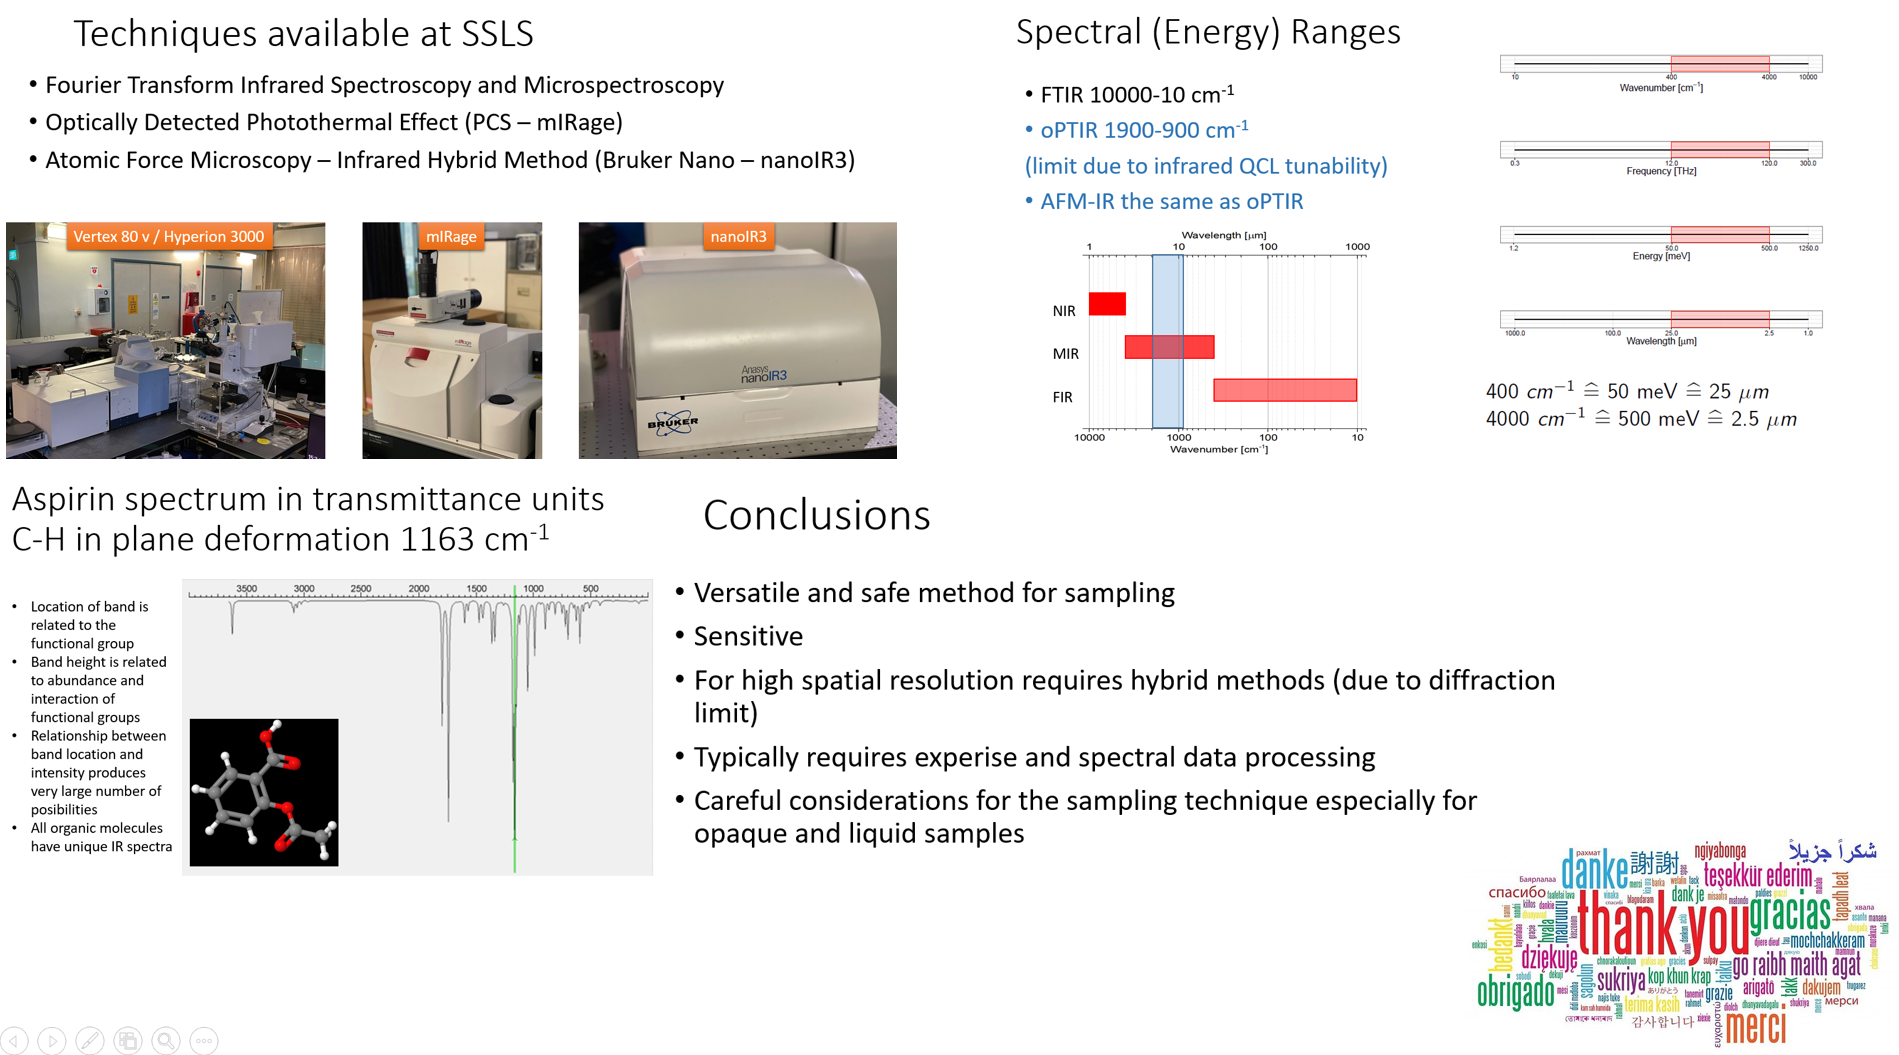 Techniques available at SSLS
• Fourier Transform Infrared Spectroscopy and Microspectroscopy
• Optically Detected Photothermal Effect (PCS – mIRage)
• Atomic Force Microscopy – Infrared Hybrid Method (Bruker Nano – nanoIR3)
Vertex 80 v / Hyperion 3000
mIRage
nanoIR3
mIRage
Anasys
nanoIR3
BRUKER
Spectral (Energy) Ranges
• FTIR 10000-10 cm-1
• oPTIR 1900-900 cm-1
(limit due to infrared QCL tunability)
• AFM-IR the same as oPTIR
Wavelength [μm]
1 10 100 1000
NIR
MIR
FIR
10000 1000 100 10
Wavenumber [cm-1]
10 400 4000 10000
Wavenumber [cm-1]
0.3 12.0 120.0 300.0
Frequency [THz]
1.2 50.0 500.0 1250.0
Energy [meV]
1000.0 100.0 25.0 2.5 1.0
Wavelength [μm]
400 cm−1 ≙ 50 meV ≙ 25 μm
4000 cm−1 ≙ 500 meV ≙ 2.5 μm
Aspirin spectrum in transmittance units
C-H in plane deformation 1163 cm-1
• Location of band is
related to the
functional group
• Band height is related
to abundance and
interaction of
functional groups
• Relationship between
band location and
intensity produces
very large number of
posibilities
• All organic molecules
have unique IR spectra
3500 3000 2500 2000 1500 1000 500
Conclusions
• Versatile and safe method for sampling
• Sensitive
• For high spatial resolution requires hybrid methods (due to diffraction
limit)
• Typically requires experise and spectral data processing
• Careful considerations for the sampling technique especially for
opaque and liquid samples
рахмат
danke
謝謝
ngiyabonga
شكراً جزيلاً
teşekkür ederim
Баярлалаа
спасибо
dank je
thank you
gracias
tapadh leat
хвала
bedankt
hvala
mauruuru
mochchakkeram
dziękuję
go raibh maith agat
sagolun
sukriya
kop khun krap
obrigado
terima kasih
grazie
arigatō
takk
dakujem
мерси
감사합니다
ευχαριστώ
merci